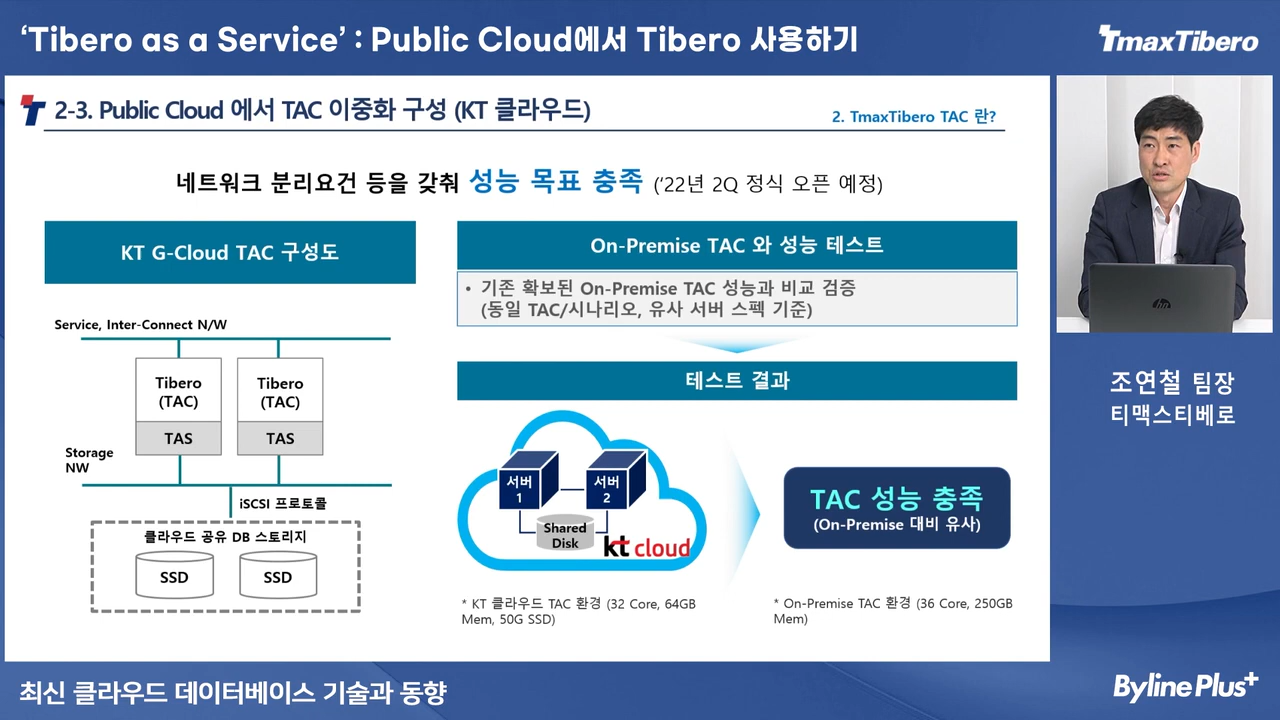 ‘Tibero as a Service’ : Public Cloud에서 Tibero 사용하기
TmaxTibero
2-3. Public Cloud 에서 TAC 이중화 구성 (KT 클라우드)
2. TmaxTibero TAC 란?
네트워크 분리요건 등을 갖춰 성능 목표 충족 (‘22년 2Q 정식 오픈 예정)
KT G-Cloud TAC 구성도
Service, Inter-Connect N/W
Tibero
(TAC)
TAS
Tibero
(TAC)
TAS
Storage
NW
iSCSI 프로토콜
클라우드 공유 DB 스토리지
SSD
SSD
On-Premise TAC 와 성능 테스트
• 기존 확보된 On-Premise TAC 성능과 비교 검증
(동일 TAC/시나리오, 유사 서버 스펙 기준)
테스트 결과
서버
1
서버
2
Shared
Disk
kt cloud
TAC 성능 충족
(On-Premise 대비 유사)
* KT 클라우드 TAC 환경 (32 Core, 64GB
Mem, 50G SSD)
* On-Premise TAC 환경 (36 Core, 250GB
Mem)
hp
조연철 팀장
티맥스티베로
최신 클라우드 데이터베이스 기술과 동향
Byline Plus+